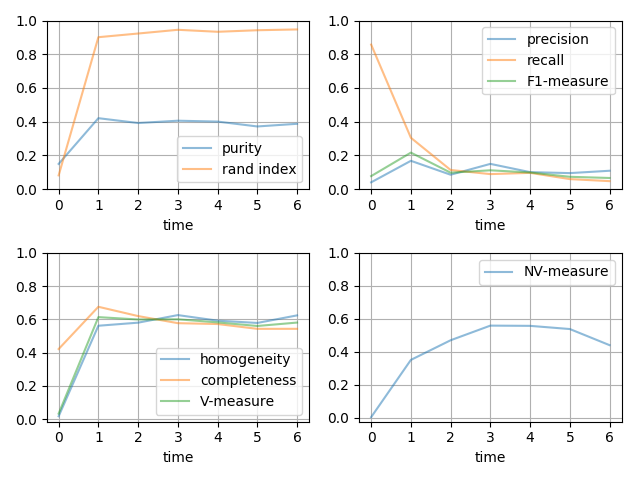 1.0
0.8
0.6
0.4
0.2
0.0
0 1 2 3 4 5 6
time
purity
rand index
1.0
0.8
0.6
0.4
0.2
0.0
0 1 2 3 4 5 6
time
precision
recall
F1-measure
1.0
0.8
0.6
0.4
0.2
0.0
0 1 2 3 4 5 6
time
homogeneity
completeness
V-measure
1.0
0.8
0.6
0.4
0.2
0.0
0 1 2 3 4 5 6
time
NV-measure